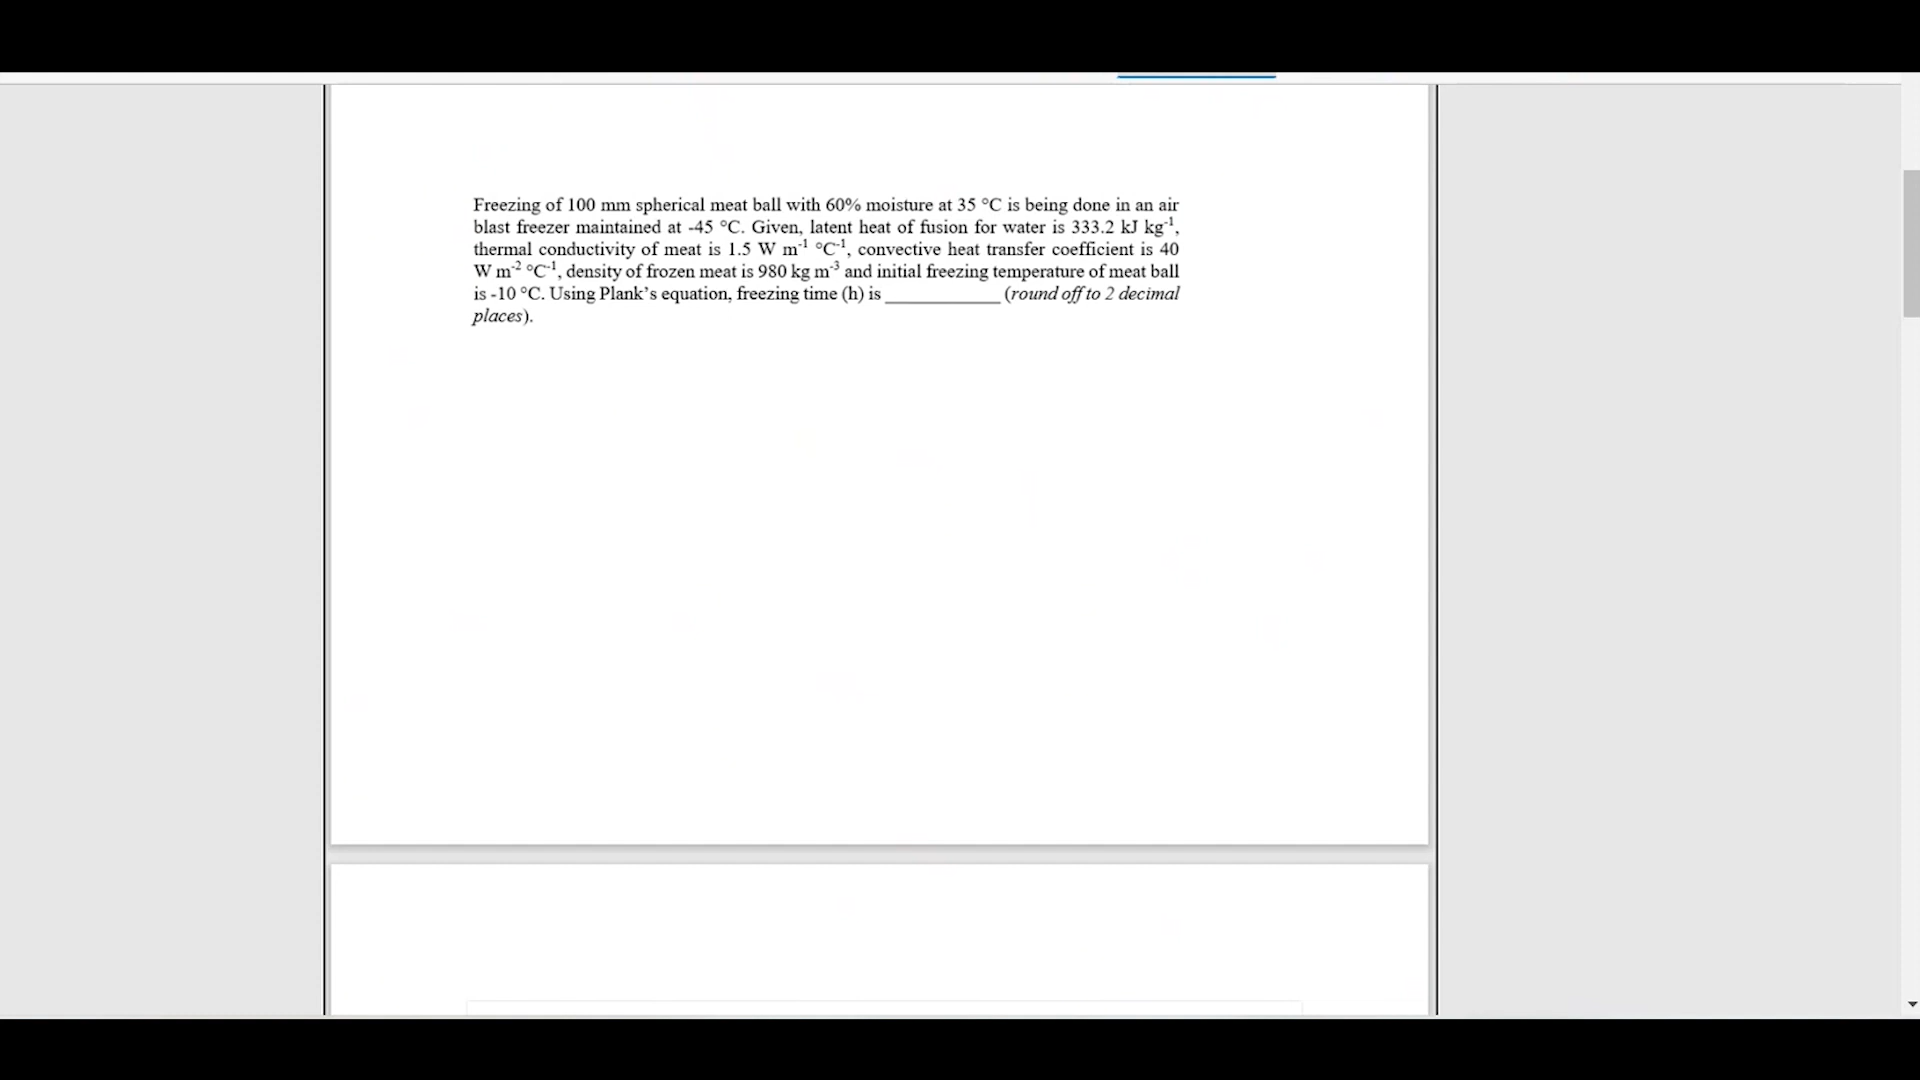 Freezing of 100 mm spherical meat ball with 60% moisture at 35 °C is being done in an air
blast freezer maintained at -45 °C. Given, latent heat of fusion for water is 333.2 kJ kg⁻¹,
thermal conductivity of meat is 1.5 W m⁻¹ °C⁻¹, convective heat transfer coefficient is 40
W m⁻² °C⁻¹, density of frozen meat is 980 kg m⁻³ and initial freezing temperature of meat ball
is -10 °C. Using Plank’s equation, freezing time (h) is ____________ (round off to 2 decimal
places).